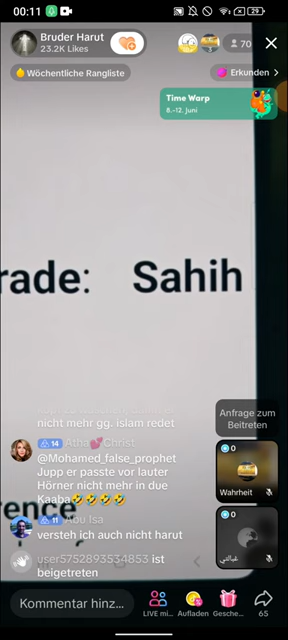 00:11
29
Bruder Harut
23.2K Likes
70
Wöchentliche Rangliste
Erkunden
Time Warp
8.-12. Juni
rade: Sahih
nicht mehr gg. islam redet
14 Atha💕Christ
@Mohamed_false_prophet
Jupp er passte vor lauter
Hörner nicht mehr in due
Kaaba🤣🤣🤣🤣
rence
11 Abu Isa
versteh ich auch nicht harut
user5752893534853 ist
beigetreten
Anfrage zum
Beitreten
0
Wahrheit
0
Kommentar hinz...
LIVE mi...
Aufladen
Gesche...
65